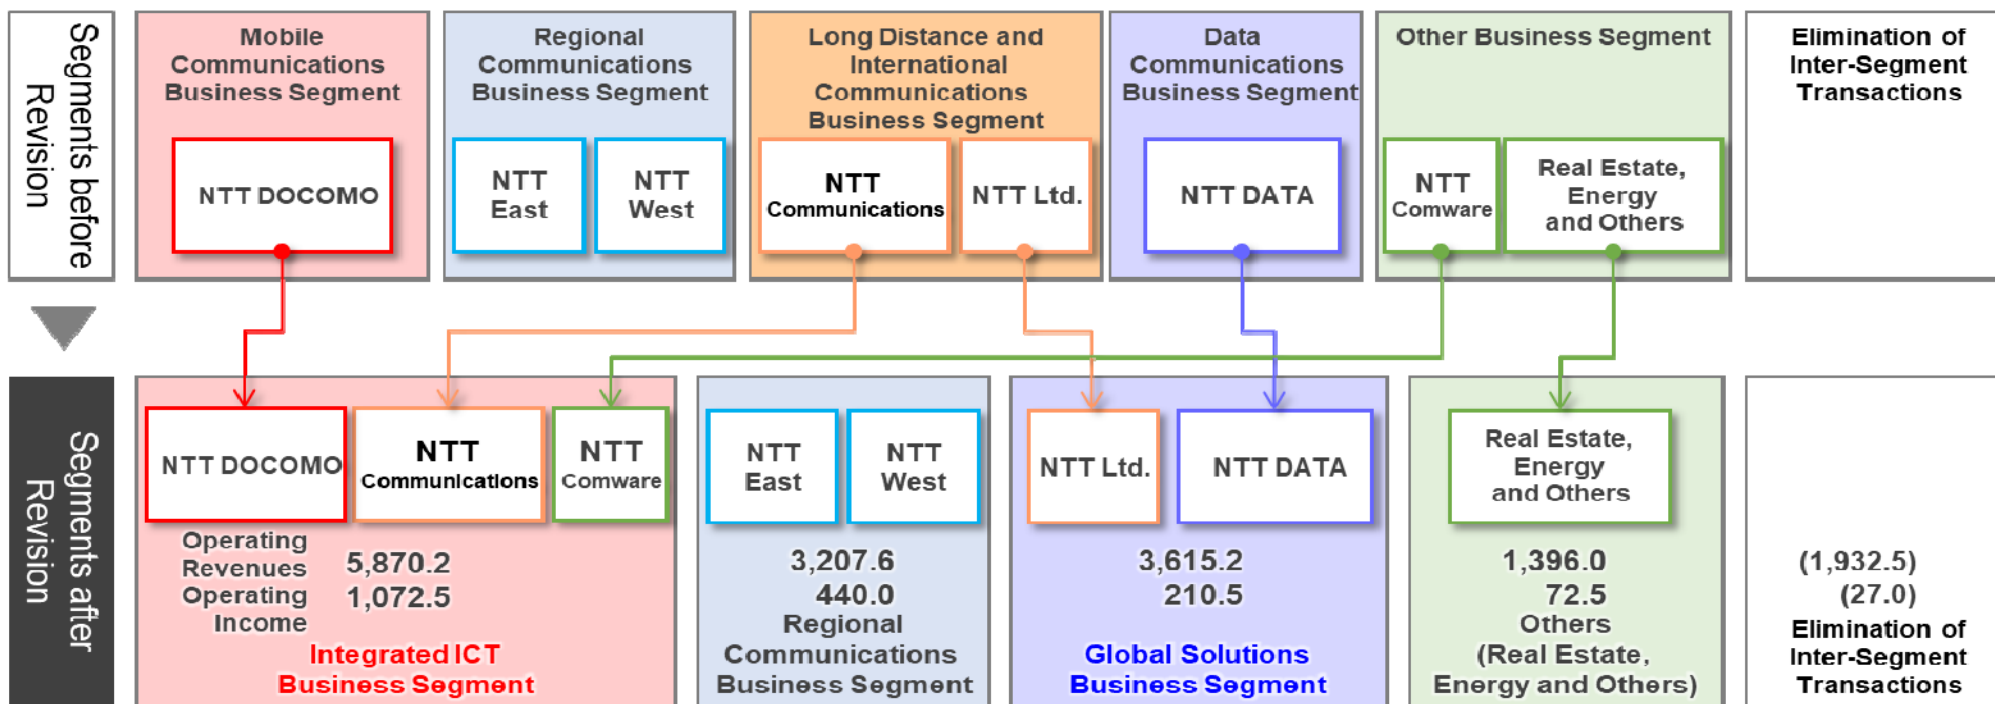 Segments before
Revision
Mobile
Communications
Business Segment
NTT DOCOMO
Regional
Communications
Business Segment
NTT
East
NTT
West
Long Distance and
International
Communications
Business Segment
NTT
Communications
NTT Ltd.
Data
Communications
Business Segment
NTT DATA
Other Business Segment
NTT
Comware
Real Estate,
Energy
and Others
Elimination of
Inter-Segment
Transactions
Segments after
Revision
NTT DOCOMO
NTT
Communications
NTT
Comware
Operating
Revenues
5,870.2
Operating
Income
1,072.5
Integrated ICT
Business Segment
NTT
East
NTT
West
3,207.6
440.0
Regional
Communications
Business Segment
NTT Ltd.
NTT DATA
3,615.2
210.5
Global Solutions
Business Segment
Real Estate,
Energy
and Others
1,396.0
72.5
Others
(Real Estate,
Energy and Others)
(1,932.5)
(27.0)
Elimination of
Inter-Segment
Transactions